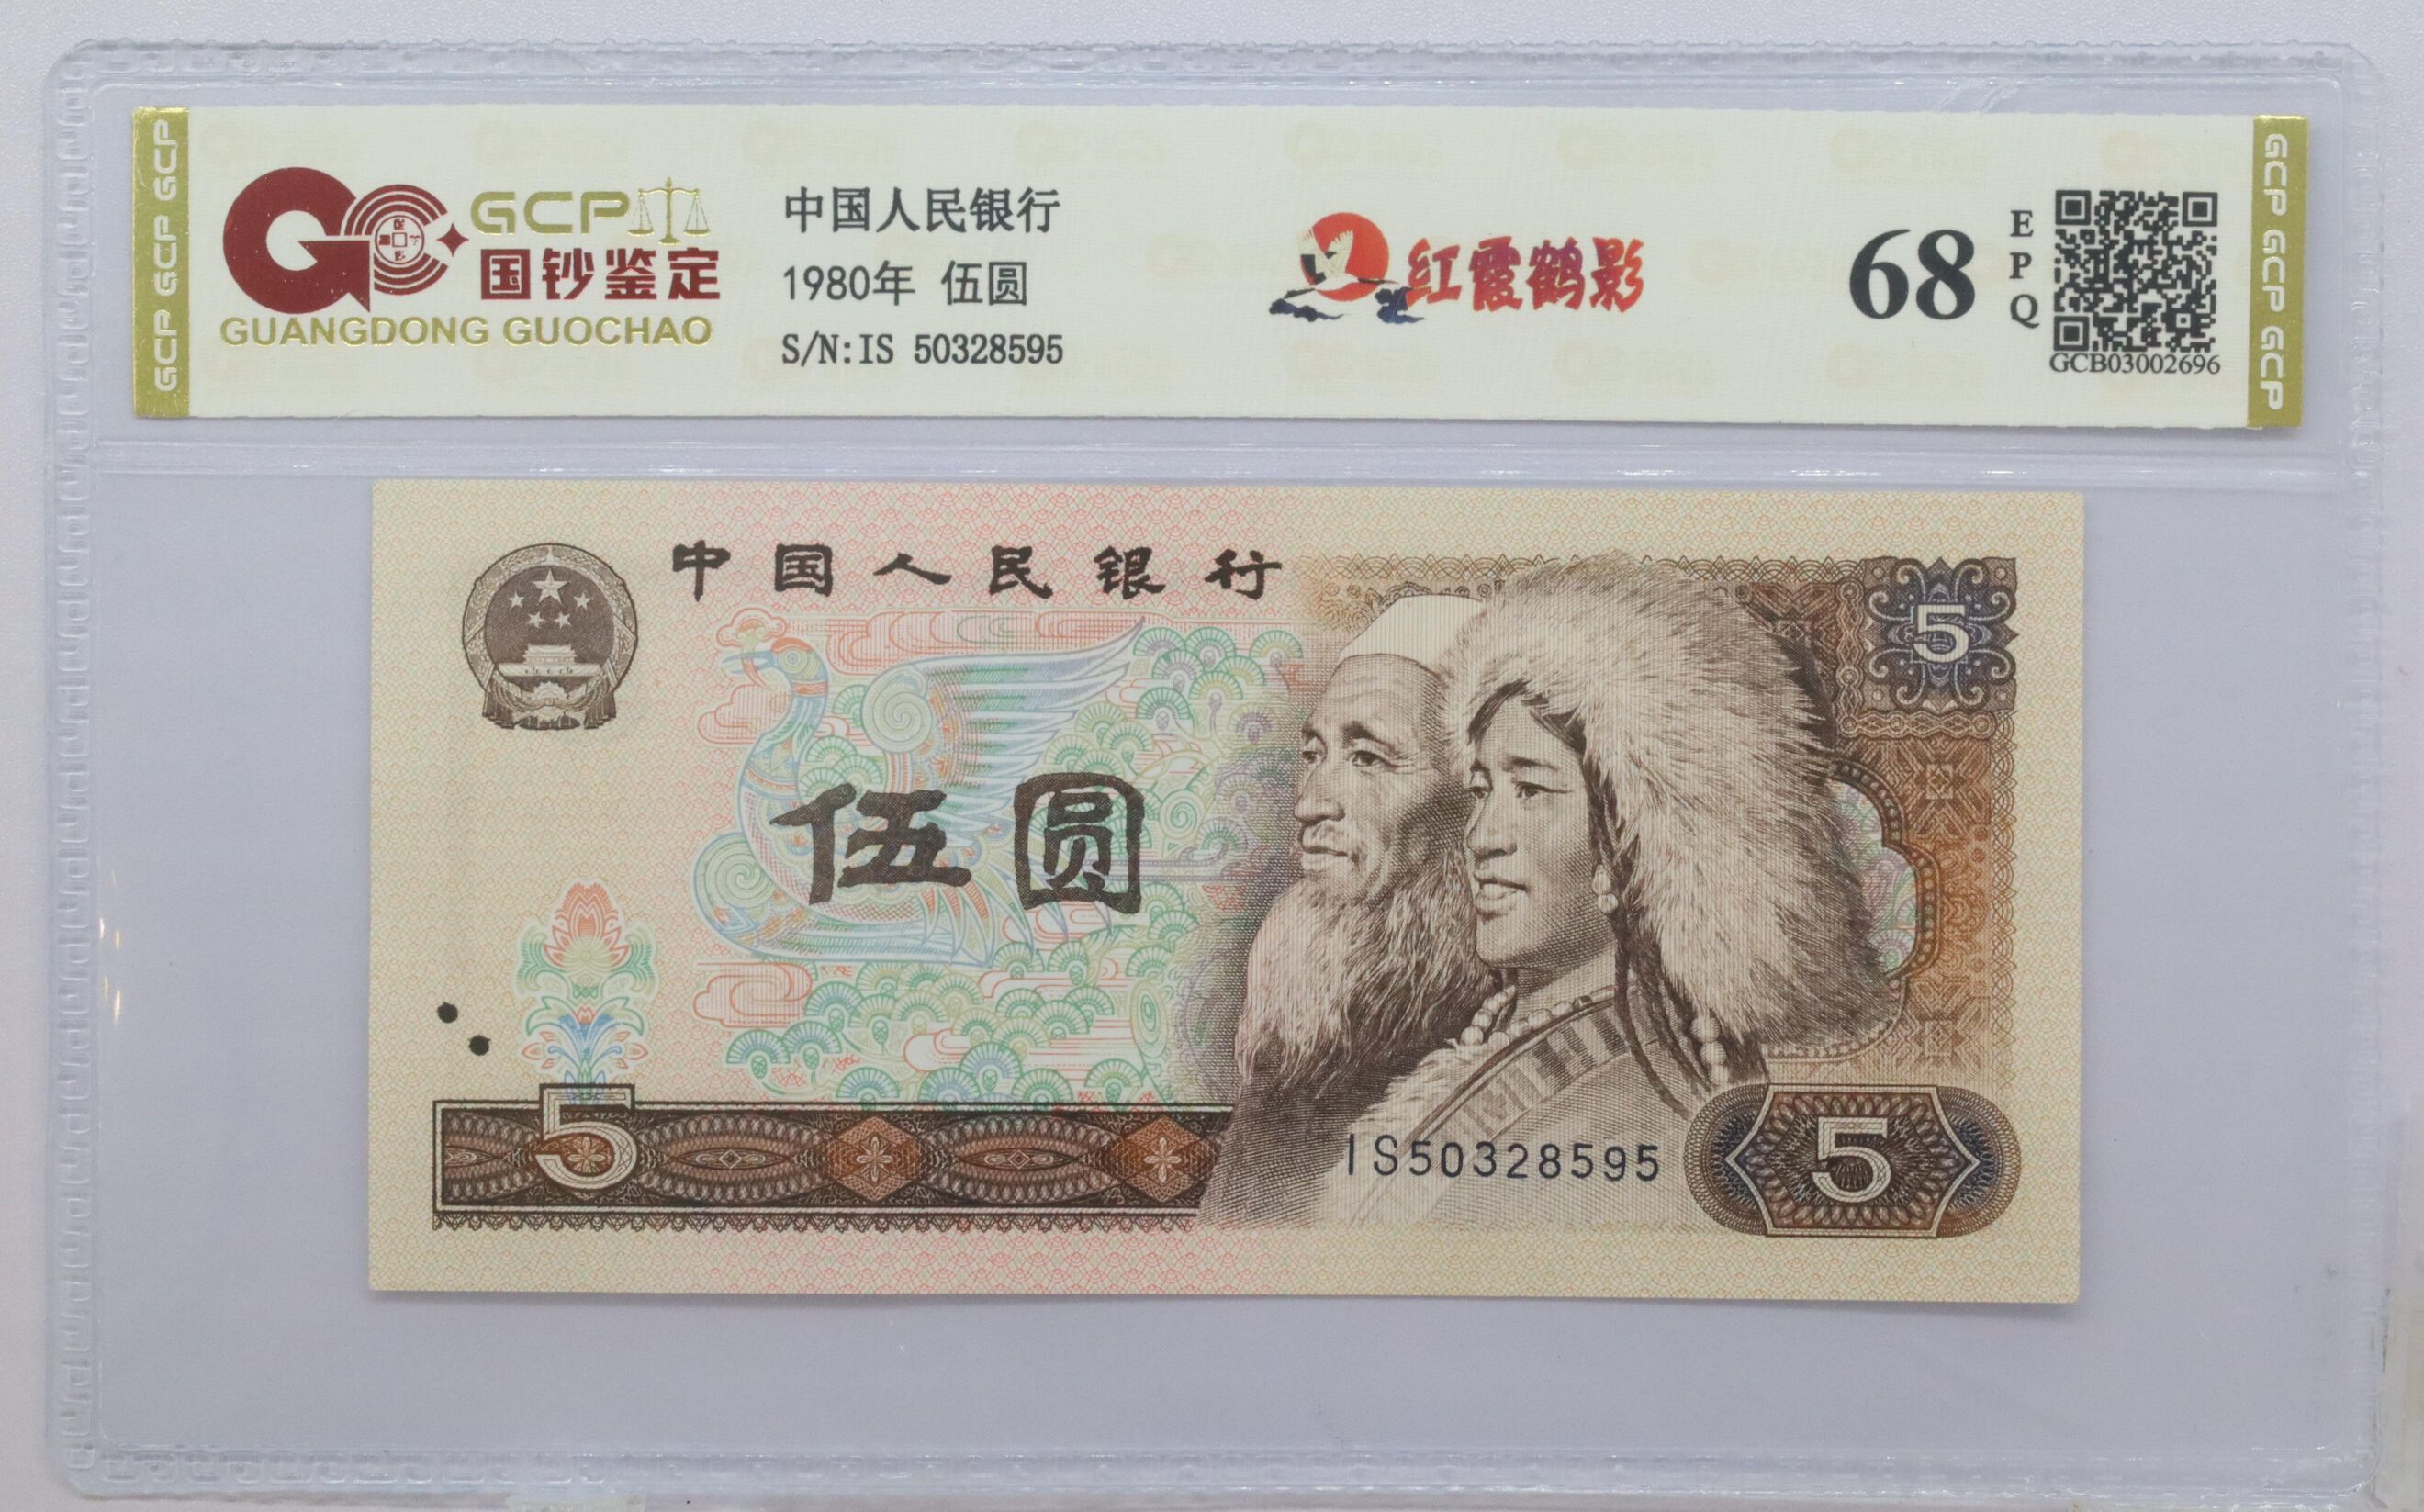 GCP GCP GCP
GCP
国钞鉴定
GUANGDONG GUOCHAO
中国人民银行
1980年 伍圆
S/N:IS 50328595
红霞鹤影
68
EPQ
GCB03002696
GCP GCP GCP
中国人民银行
5
伍圆
5
IS50328595
5